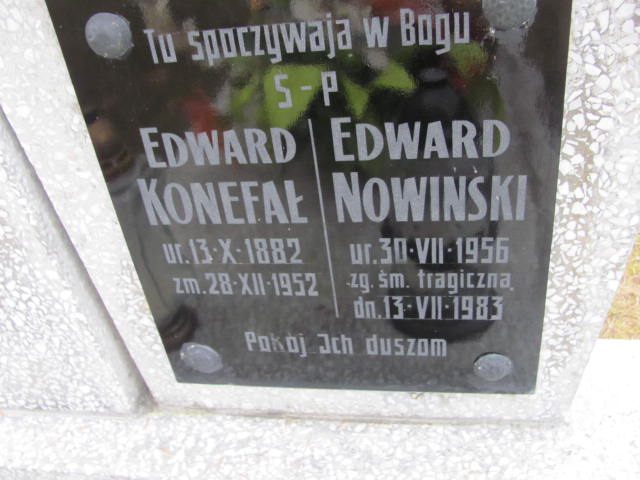 Tu spoczywają w Bogu
Ś-P
EDWARD
KONEFAŁ
ur.13·X·1882
zm.28·XII·1952
EDWARD
NOWINSKI
ur.30·VII·1956
zg.śm.tragiczną
dn.13·VII·1983
Pokój Ich duszom